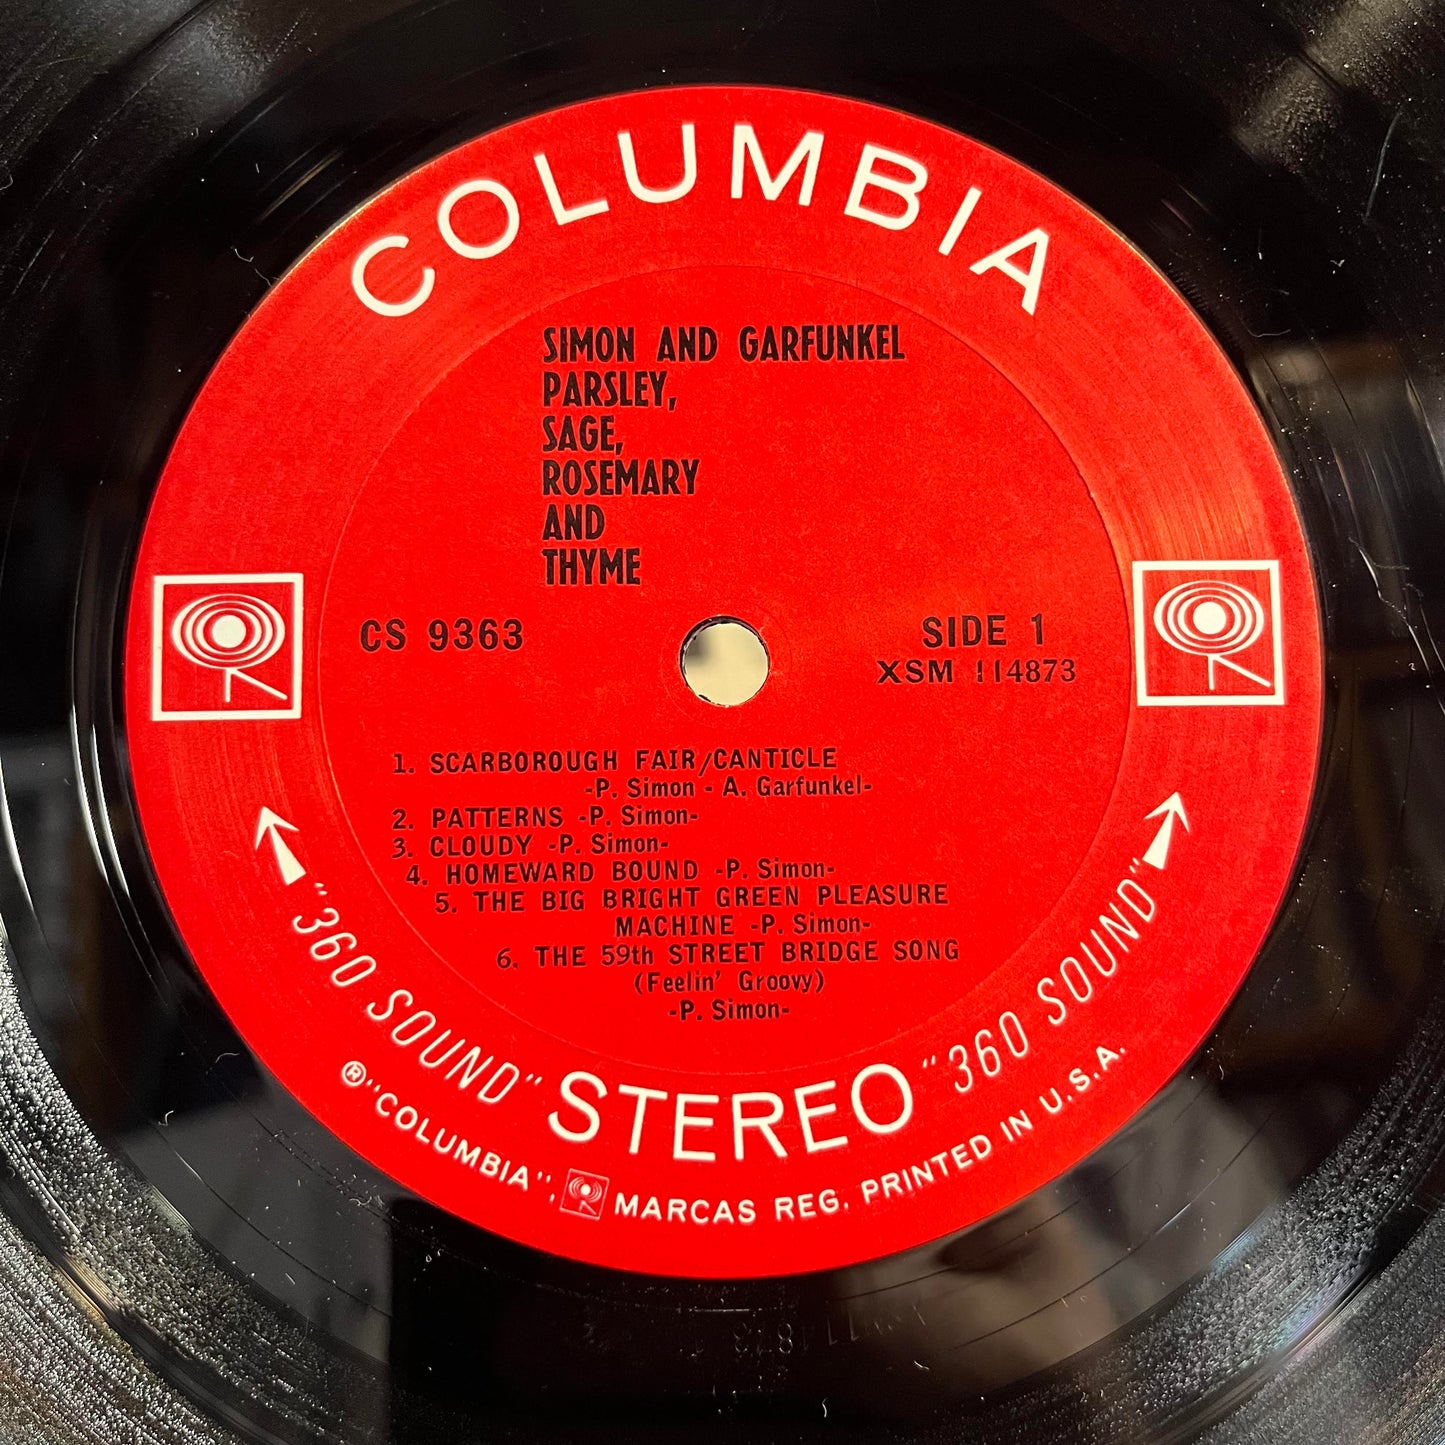 COLUMBIA
SIMON AND GARFUNKEL
PARSLEY,
SAGE,
ROSEMARY
AND
THYME
CS 9363
SIDE 1
XSM 114873
1. SCARBOROUGH FAIR/CANTICLE
-P. Simon - A. Garfunkel-
2. PATTERNS -P. Simon-
3. CLOUDY -P. Simon-
4. HOMEWARD BOUND -P. Simon-
5. THE BIG BRIGHT GREEN PLEASURE
MACHINE -P. Simon-
6. THE 59th STREET BRIDGE SONG
(Feelin' Groovy)
-P. Simon-
"360 SOUND" STEREO "360 SOUND"
® "COLUMBIA", MARCAS REG. PRINTED IN U.S.A.